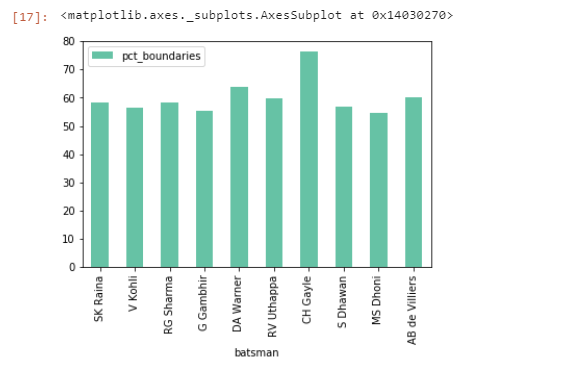 [17]: <matplotlib.axes._subplots.AxesSubplot at 0x14030270>
80
pct_boundaries
70
60
50
40
30
20
10
0
SK Raina
V Kohli
RG Sharma
G Gambhir
DA Warner
RV Uthappa
CH Gayle
S Dhawan
MS Dhoni
AB de Villiers
batsman